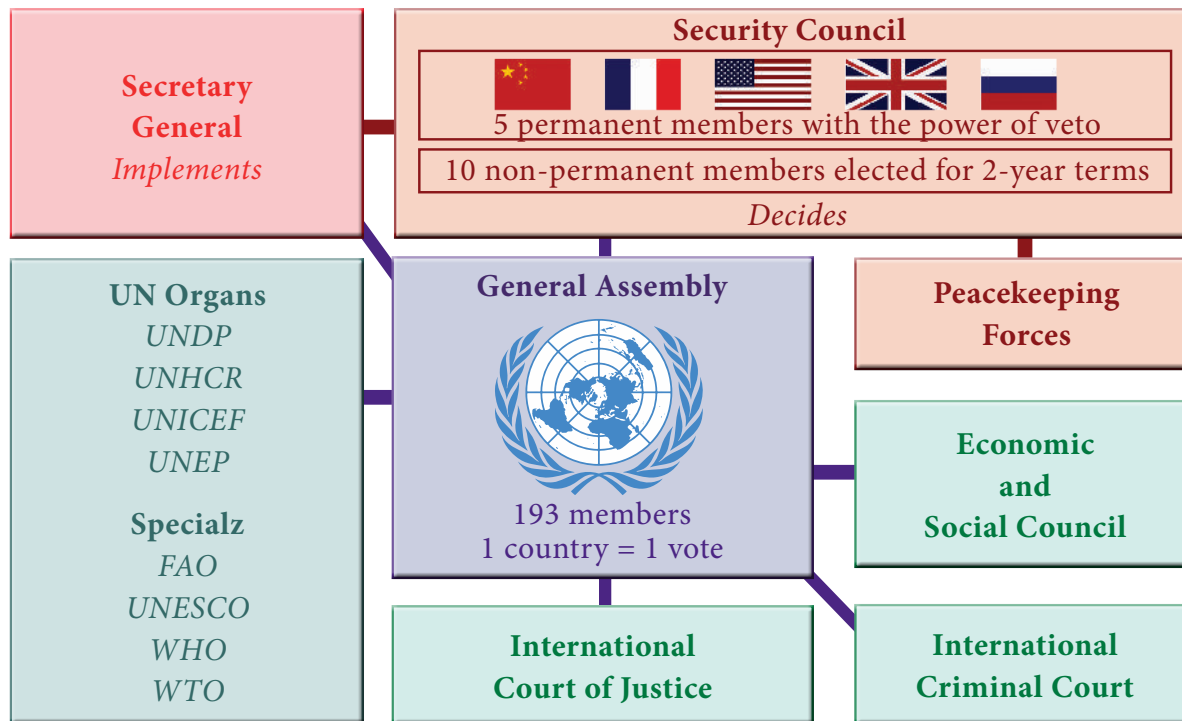 Secretary
General
Implements
Security Council
5 permanent members with the power of veto
10 non-permanent members elected for 2-year terms
Decides
UN Organs
UNDP
UNHCR
UNICEF
UNEP
Specialz
FAO
UNESCO
WHO
WTO
General Assembly
193 members
1 country = 1 vote
Peacekeeping
Forces
Economic
and
Social Council
International
Court of Justice
International
Criminal Court